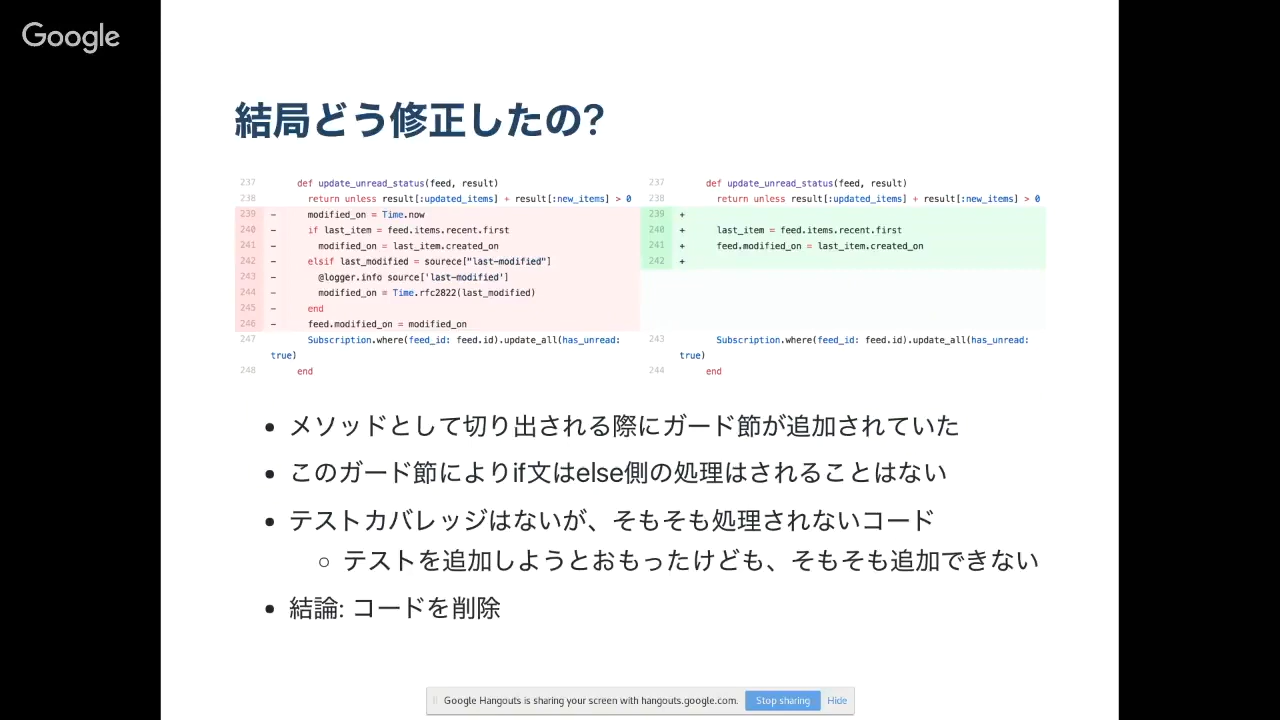 Google
結局どう修正したの?
237 def update_unread_status(feed, result)
238 return unless result[:updated_items] + result[:new_items] > 0
239 - modified_on = Time.now
240 - if last_item = feed.items.recent.first
241 - modified_on = last_item.created_on
242 - elsif last_modified = sourece["last-modified"]
243 - @logger.info source['last-modified']
244 - modified_on = Time.rfc2822(last_modified)
245 - end
246 - feed.modified_on = modified_on
247 Subscription.where(feed_id: feed.id).update_all(has_unread:
true)
248 end
237 def update_unread_status(feed, result)
238 return unless result[:updated_items] + result[:new_items] > 0
239 +
240 + last_item = feed.items.recent.first
241 + feed.modified_on = last_item.created_on
242 +
243 Subscription.where(feed_id: feed.id).update_all(has_unread:
true)
244 end
• メソッドとして切り出される際にガード節が追加されていた
• このガード節によりif文はelse側の処理はされることはない
• テストカバレッジはないが、そもそも処理されないコード
○ テストを追加しようとおもったけども、そもそも追加できない
• 結論: コードを削除
Google Hangouts is sharing your screen with hangouts.google.com. Stop sharing Hide